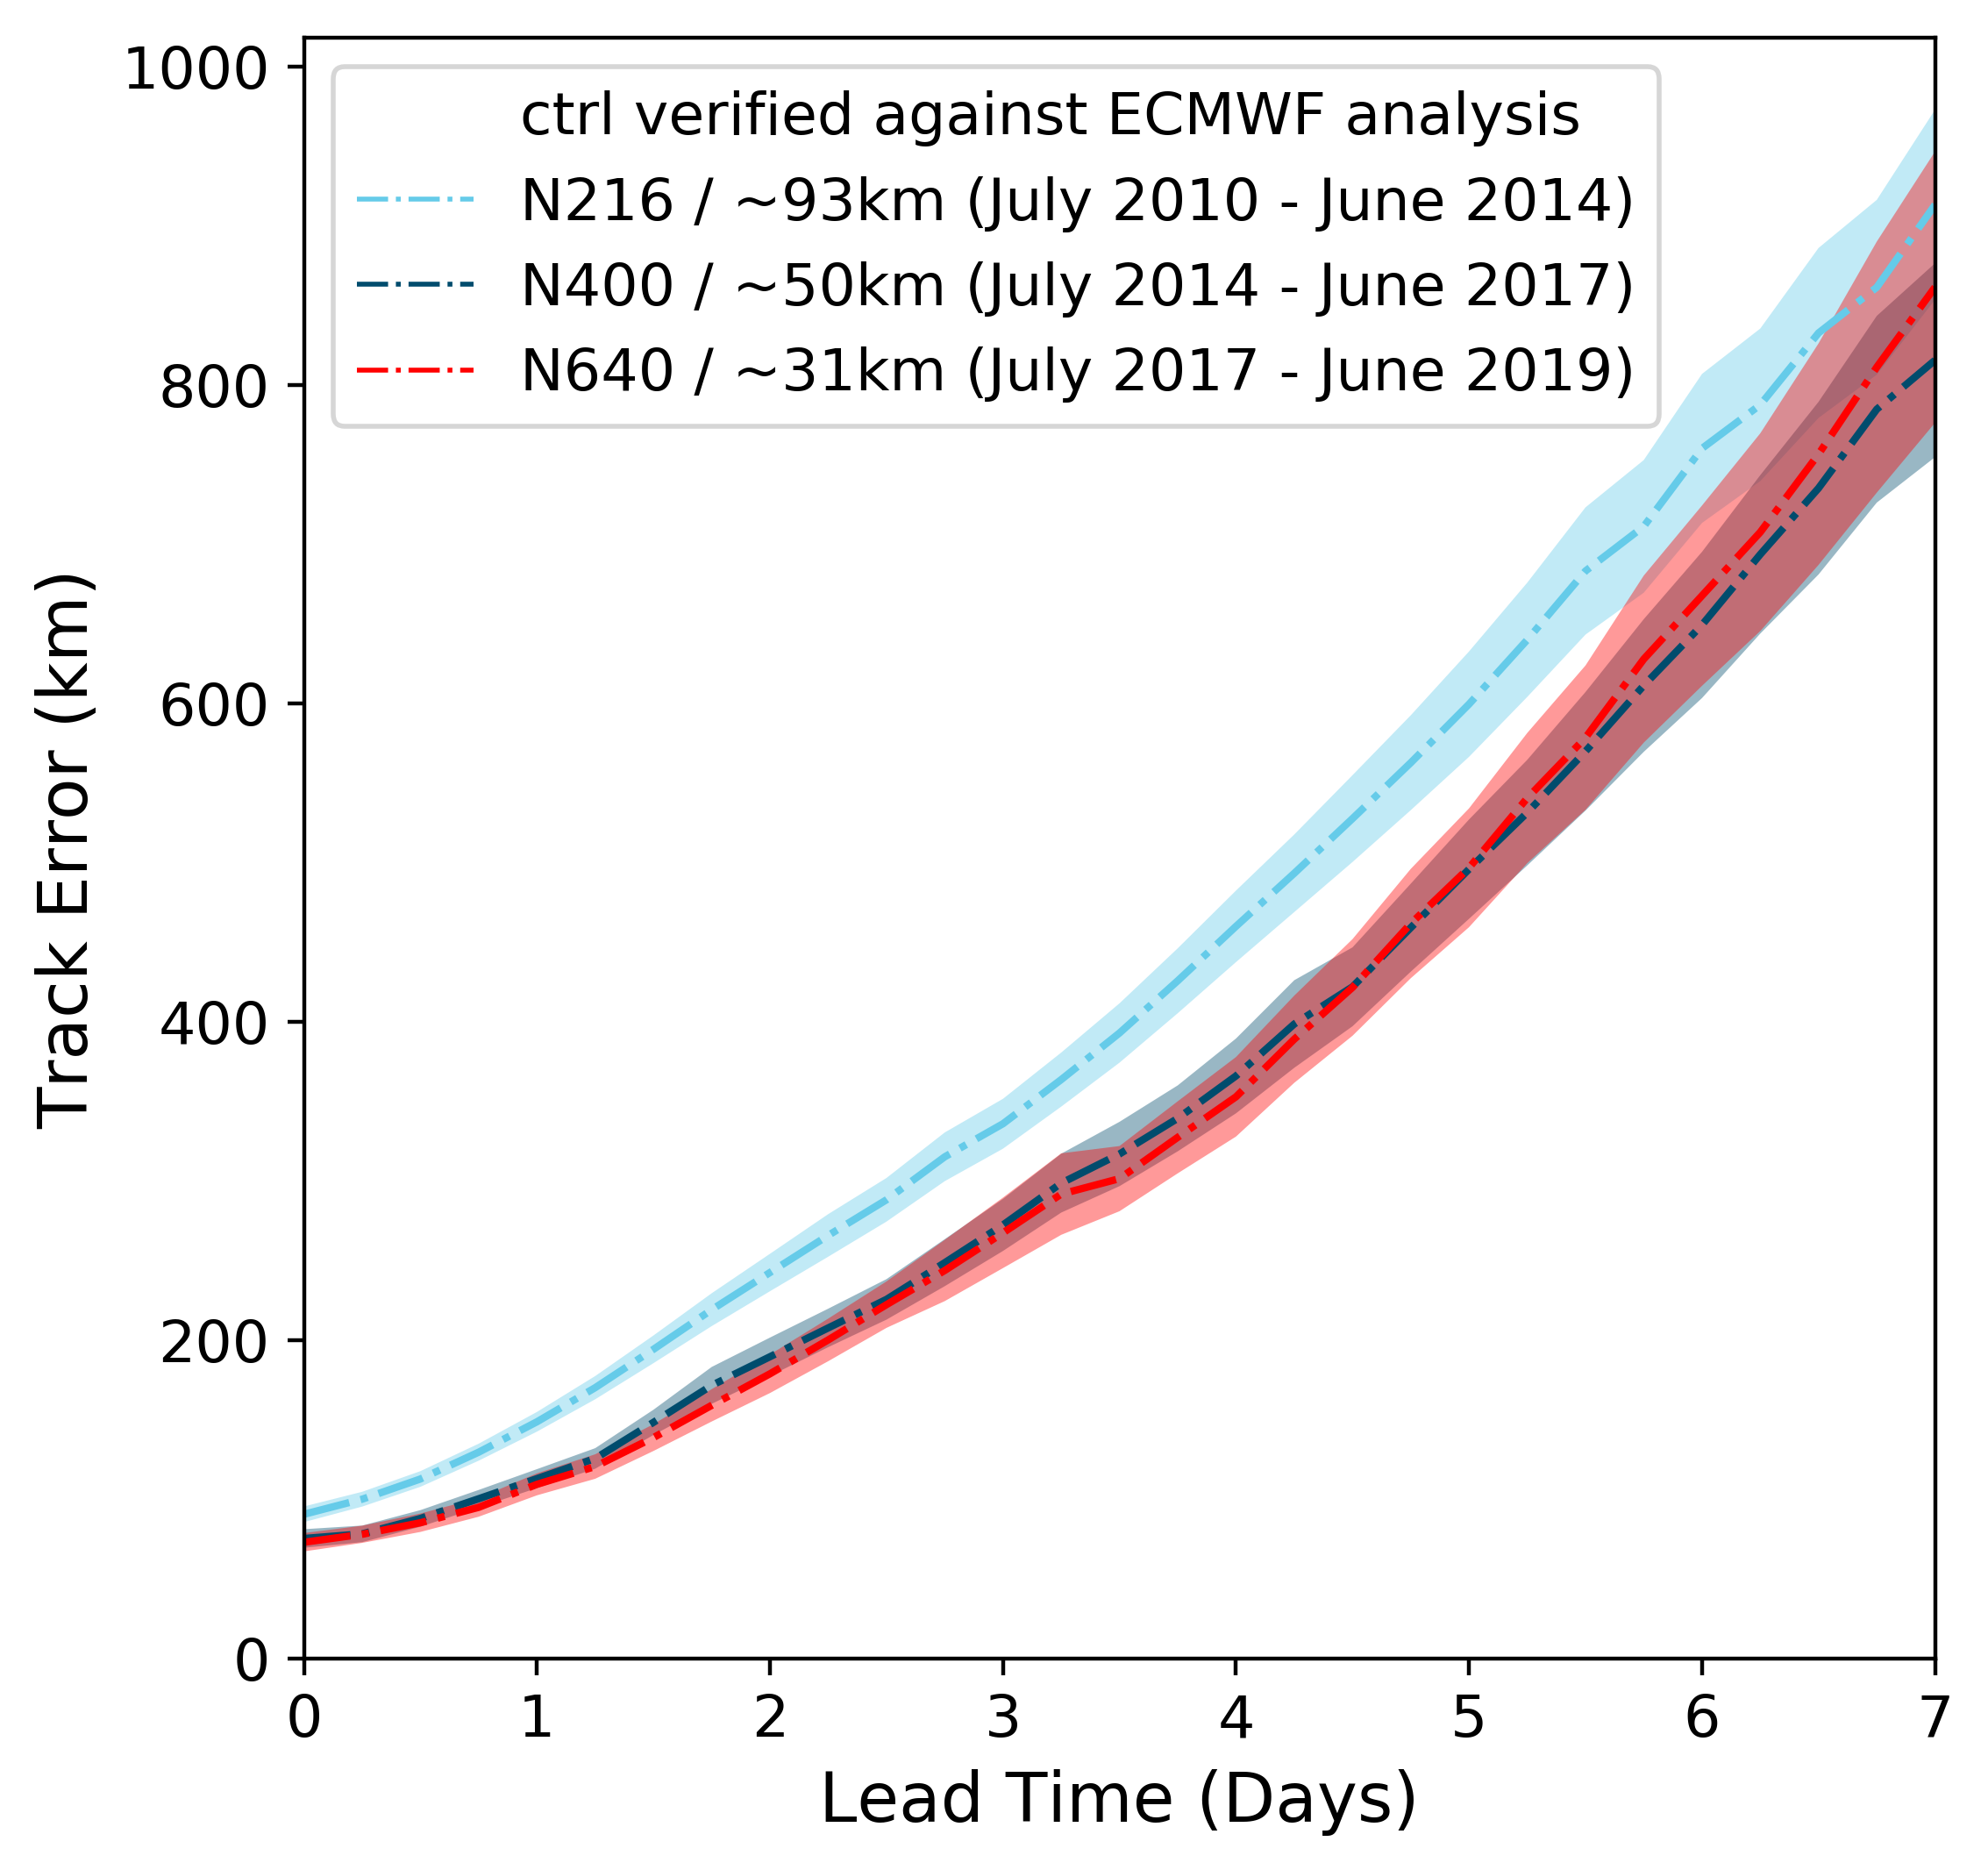 1000
800
600
400
200
0
Track Error (km)
ctrl verified against ECMWF analysis
N216 / ~93km (July 2010 - June 2014)
N400 / ~50km (July 2014 - June 2017)
N640 / ~31km (July 2017 - June 2019)
0 1 2 3 4 5 6 7
Lead Time (Days)